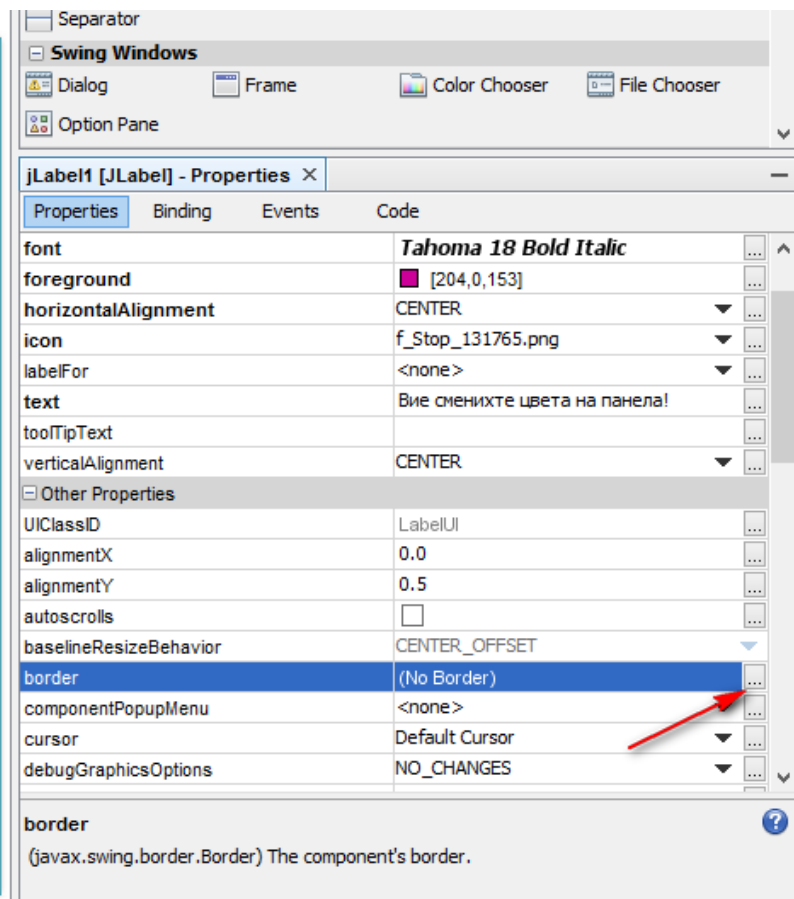 Separator
Swing Windows
Dialog Frame Color Chooser File Chooser
Option Pane
jLabel1 [JLabel] - Properties ×
Properties Binding Events Code
font Tahoma 18 Bold Italic ...
foreground [204,0,153] ...
horizontalAlignment CENTER ...
icon f_Stop_131765.png ...
labelFor <none> ...
text Вие сменихте цвета на панела! ...
toolTipText ...
verticalAlignment CENTER ...
Other Properties
UIClassID LabelUI ...
alignmentX 0.0 ...
alignmentY 0.5 ...
autoscrolls ...
baselineResizeBehavior CENTER_OFFSET
border (No Border) ...
componentPopupMenu <none> ...
cursor Default Cursor ...
debugGraphicsOptions NO_CHANGES ...
border ?
(javax.swing.border.Border) The component's border.